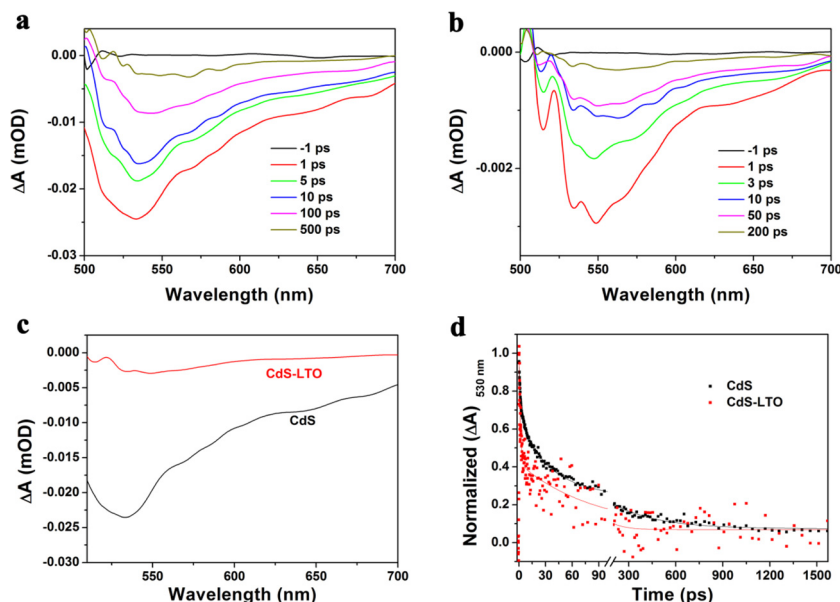 a
0.00
-0.01
-0.02
-0.03
ΔA (mOD)
-1 ps
1 ps
5 ps
10 ps
100 ps
500 ps
500 550 600 650 700
Wavelength (nm)
b
0.000
-0.002
ΔA (mOD)
-1 ps
1 ps
3 ps
10 ps
50 ps
200 ps
500 550 600 650 700
Wavelength (nm)
c
0.000
-0.005
-0.010
-0.015
-0.020
-0.025
-0.030
ΔA (mOD)
CdS-LTO
CdS
550 600 650 700
Wavelength (nm)
d
1.0
0.8
0.6
0.4
0.2
0.0
Normalized (ΔA) 530 nm
CdS
CdS-LTO
0 30 60 90 300 600 900 1200 1500
Time (ps)